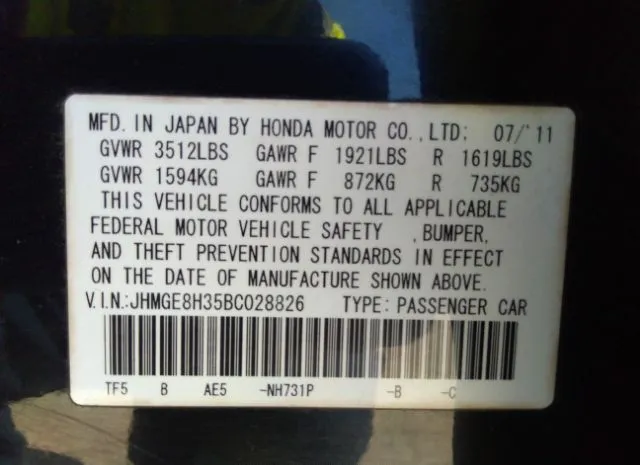 MFD. IN JAPAN BY HONDA MOTOR CO., LTD: 07/'11
GVWR 3512LBS GAWR F 1921LBS R 1619LBS
GVWR 1594KG GAWR F 872KG R 735KG
THIS VEHICLE CONFORMS TO ALL APPLICABLE
FEDERAL MOTOR VEHICLE SAFETY , BUMPER,
AND THEFT PREVENTION STANDARDS IN EFFECT
ON THE DATE OF MANUFACTURE SHOWN ABOVE.
V.I.N.:JHMGE8H35BC028826 TYPE: PASSENGER CAR
TF5 B AE5 -NH731P -B -C